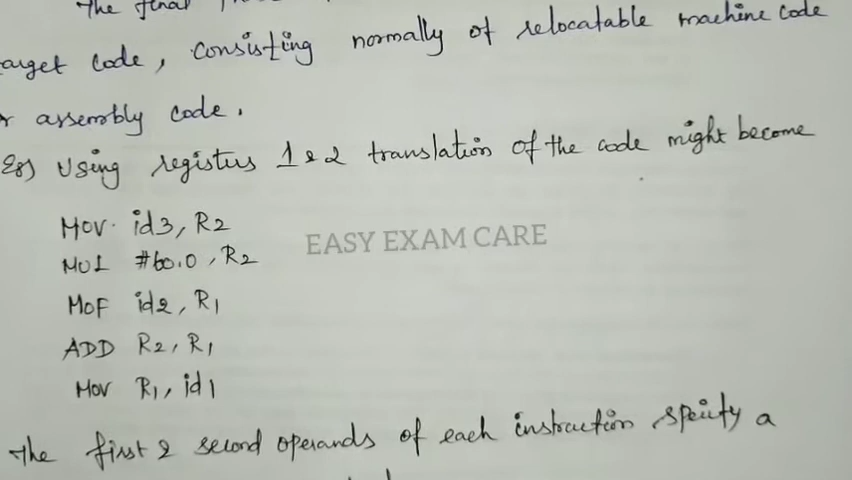 The final
target code, consisting normally of relocatable machine code
r assembly code.
Eg) Using registers 1 & 2 translation of the code might become
MOV. id3, R2
MUL #60.0, R2
MOF id2, R1
ADD R2, R1
MOV R1, id1
EASY EXAM CARE
The first & second operands of each instruction specify a